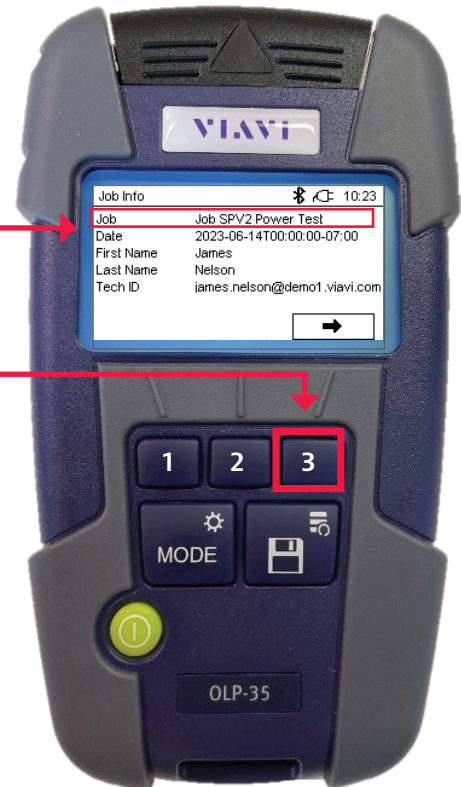 VIAVI
Job Info 10:23
Job Job SPV2 Power Test
Date 2023-06-14T00:00:00-07:00
First Name James
Last Name Nelson
Tech ID james.nelson@demo1.viavi.com
1 2 3
MODE
OLP-35